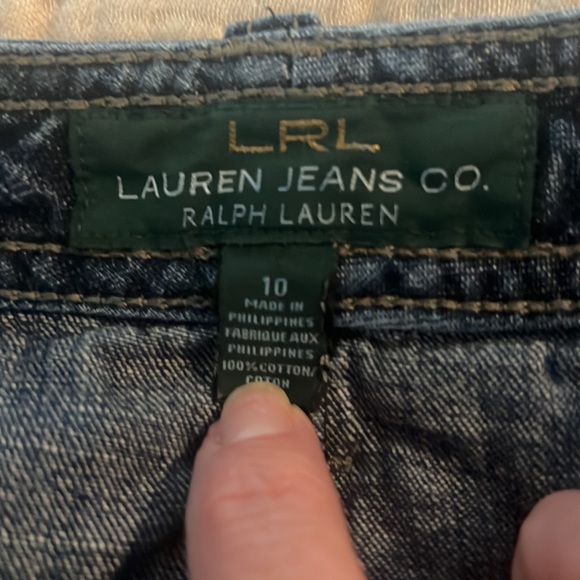 LRL
LAUREN JEANS CO.
RALPH LAUREN
10
MADE IN
PHILIPPINES
FABRIQUE AUX
PHILIPPINES
100% COTTON/
COTON